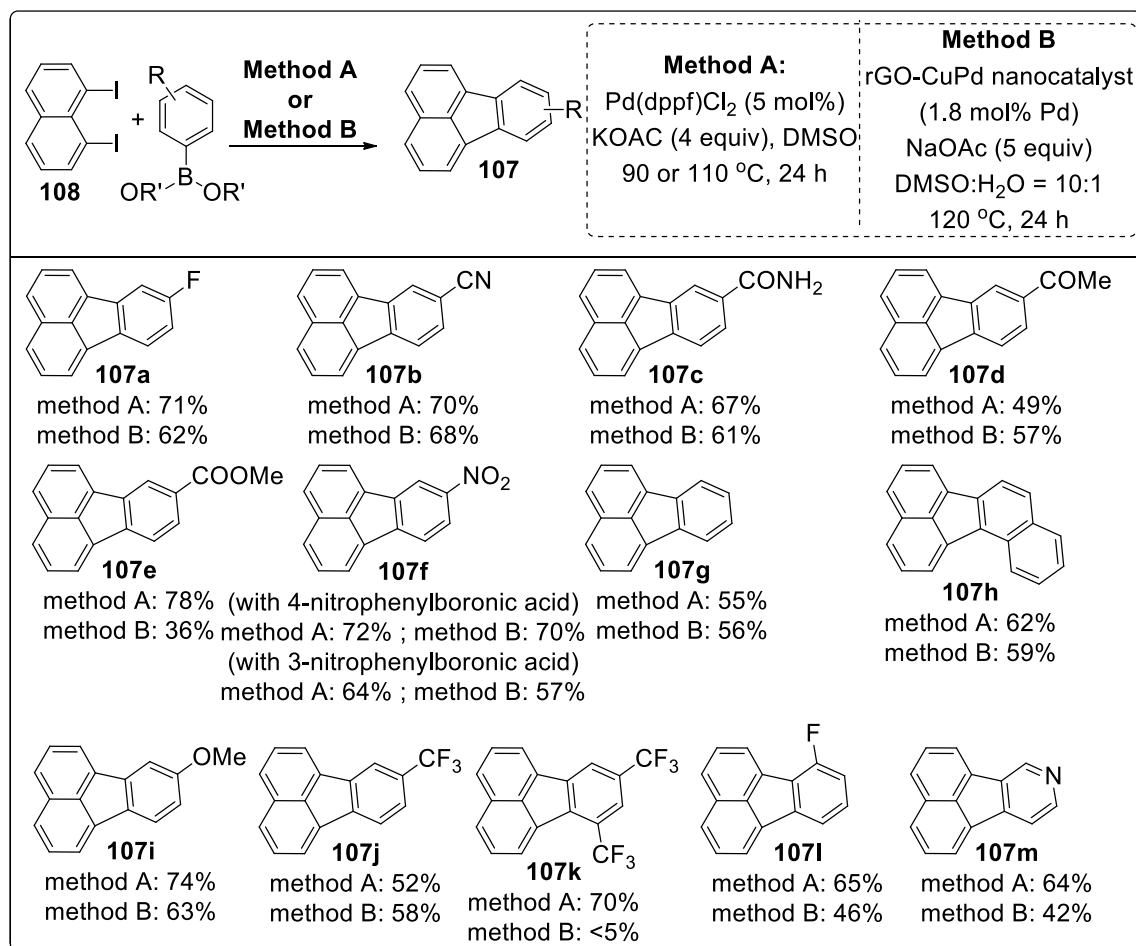 R
I
I
+
B
OR' OR'
108
Method A
or
Method B
R
107
Method A:
Pd(dppf)Cl₂ (5 mol%)
KOAC (4 equiv), DMSO
90 or 110 °C, 24 h
Method B
rGO-CuPd nanocatalyst
(1.8 mol% Pd)
NaOAc (5 equiv)
DMSO:H₂O = 10:1
120 °C, 24 h
F
107a
method A: 71%
method B: 62%
CN
107b
method A: 70%
method B: 68%
CONH₂
107c
method A: 67%
method B: 61%
COMe
107d
method A: 49%
method B: 57%
COOMe
107e
method A: 78%
method B: 36%
NO₂
107f
(with 4-nitrophenylboronic acid)
method A: 72% ; method B: 70%
(with 3-nitrophenylboronic acid)
method A: 64% ; method B: 57%
107g
method A: 55%
method B: 56%
107h
method A: 62%
method B: 59%
OMe
107i
method A: 74%
method B: 63%
CF₃
107j
method A: 52%
method B: 58%
CF₃
CF₃
107k
method A: 70%
method B: <5%
F
107l
method A: 65%
method B: 46%
N
107m
method A: 64%
method B: 42%